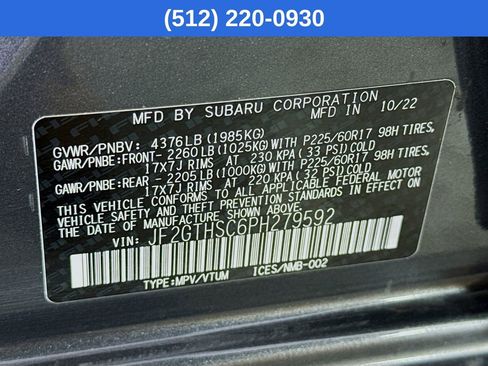 (512) 220-0930
MFD BY SUBARU CORPORATION 10/22
GVWR/PNBV: 4376LB(1985KG) MFD IN
GAWR/PNBE: FRONT- 2260LB(1025KG)WITH P225/60R17 98H TIRES,
17X7J RIMS AT 230 KPA (33 PSI)COLD
GAWR/PNBE: REAR - 2205LB(1000KG)WITH P225/60R17 98H TIRES,
17X7J RIMS AT 220 KPA (32 PSI)COLD
THIS VEHICLE CONFORMS TO ALL APPLICABLE FEDERAL MOTOR
VEHICLE SAFETY BUMPER, AND THEFT PREVENTION STANDARDS IN EFFECT ON THE
DATE OF MANUFACTURE SHOWN ABOVE.
VIN: JF2GTHSC6PH279592
TYPE:MPV/VTUM ICES/NMB-002